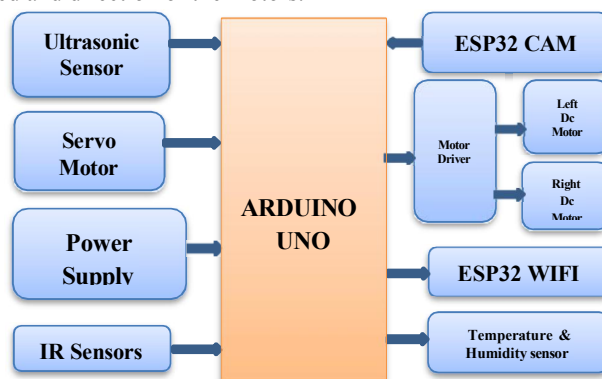 Ultrasonic
Sensor
Servo
Motor
Power
Supply
IR Sensors
ARDUINO
UNO
ESP32 CAM
Motor
Driver
Left
Dc
Motor
Right
Dc
Motor
ESP32 WIFI
Temperature &
Humidity sensor